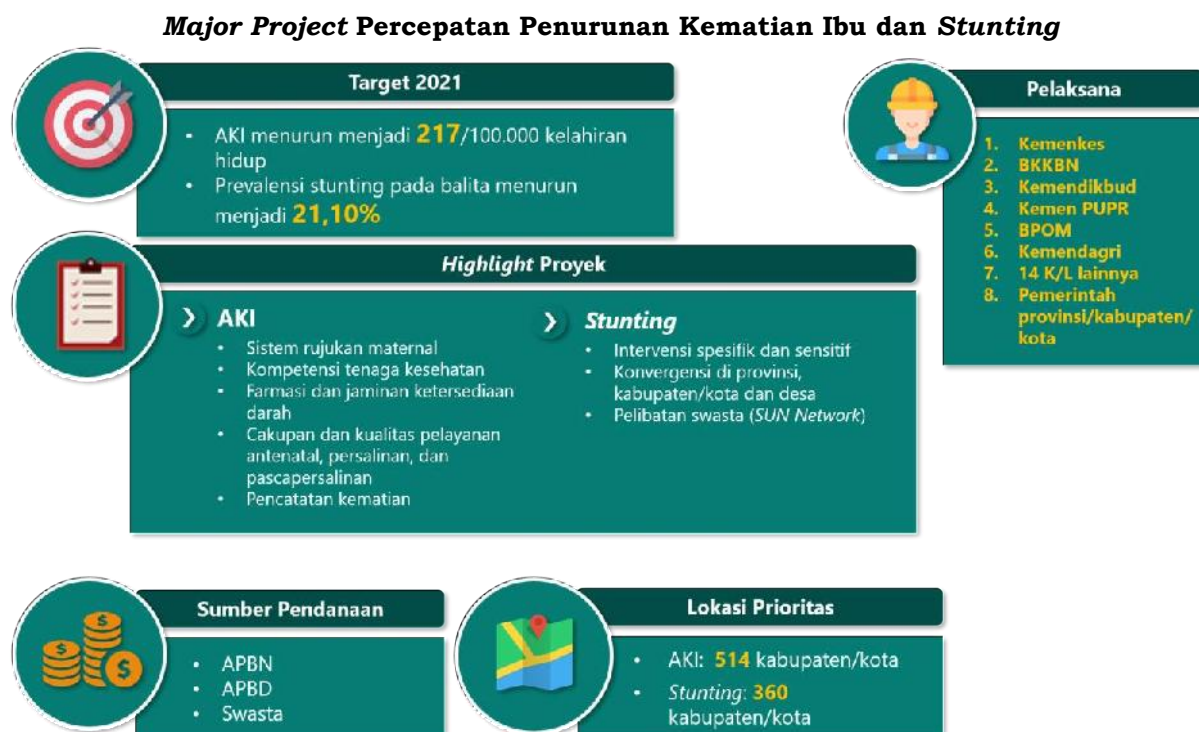 Major Project Percepatan Penurunan Kematian Ibu dan Stunting
Target 2021
• AKI menurun menjadi 217/100.000 kelahiran
hidup
• Prevalensi stunting pada balita menurun
menjadi 21,10%
Pelaksana
1. Kemenkes
2. BKKBN
3. Kemendikbud
4. Kemen PUPR
5. BPOM
6. Kemendagri
7. 14 K/L lainnya
8. Pemerintah
provinsi/kabupaten/
kota
Highlight Proyek
AKI
• Sistem rujukan maternal
• Kompetensi tenaga kesehatan
• Farmasi dan jaminan ketersediaan
darah
• Cakupan dan kualitas pelayanan
antenatal, persalinan, dan
pascapersalinan
• Pencatatan kematian
Stunting
• Intervensi spesifik dan sensitif
• Konvergensi di provinsi,
kabupaten/kota dan desa
• Pelibatan swasta (SUN Network)
Sumber Pendanaan
• APBN
• APBD
• Swasta
Lokasi Prioritas
• AKI: 514 kabupaten/kota
• Stunting: 360
kabupaten/kota